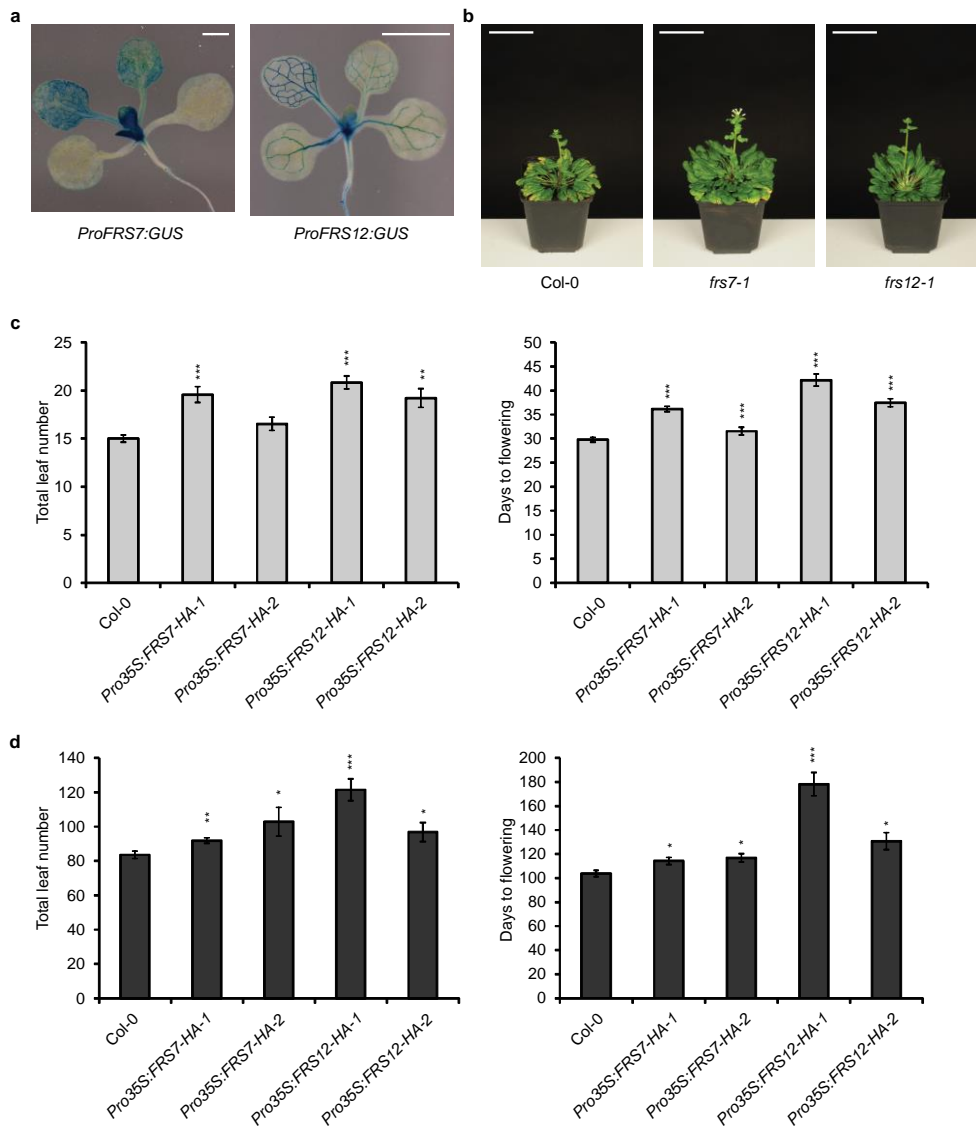 a
b
ProFRS7:GUS
ProFRS12:GUS
Col-0
frs7-1
frs12-1
c
Total leaf number
25
20
15
10
5
0
***
***
**
Col-0
Pro35S:FRS7-HA-1
Pro35S:FRS7-HA-2
Pro35S:FRS12-HA-1
Pro35S:FRS12-HA-2
Days to flowering
50
45
40
35
30
25
20
15
10
5
0
***
***
***
***
Col-0
Pro35S:FRS7-HA-1
Pro35S:FRS7-HA-2
Pro35S:FRS12-HA-1
Pro35S:FRS12-HA-2
d
Total leaf number
140
120
100
80
60
40
20
0
**
*
***
*
Col-0
Pro35S:FRS7-HA-1
Pro35S:FRS7-HA-2
Pro35S:FRS12-HA-1
Pro35S:FRS12-HA-2
Days to flowering
200
180
160
140
120
100
80
60
40
20
0
*
*
***
*
Col-0
Pro35S:FRS7-HA-1
Pro35S:FRS7-HA-2
Pro35S:FRS12-HA-1
Pro35S:FRS12-HA-2